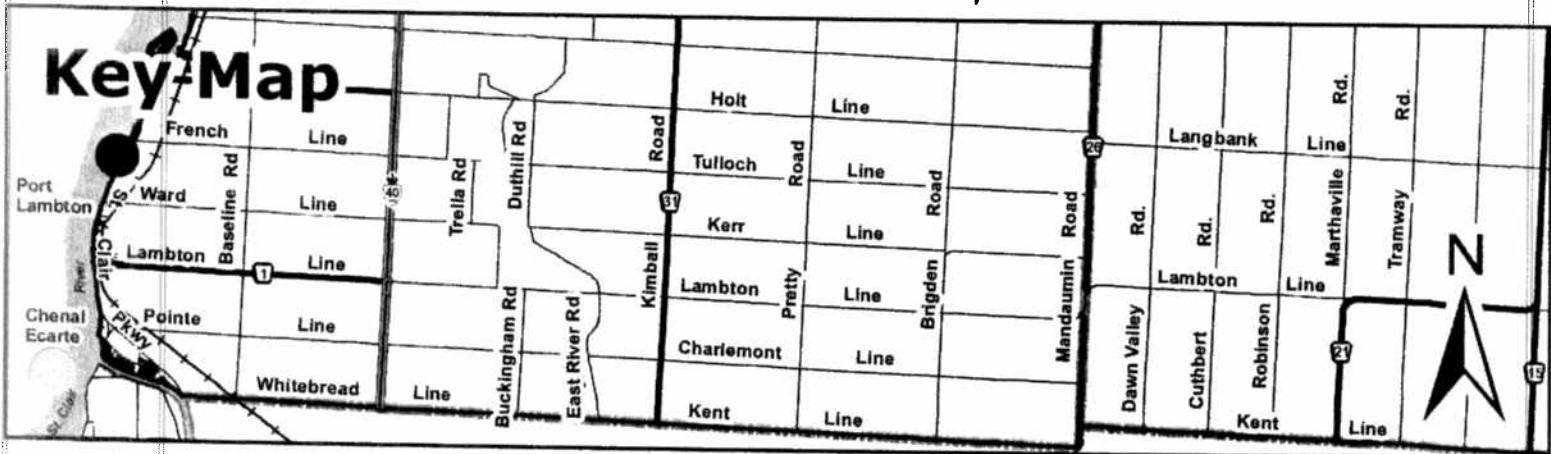 Key Map
French Line
Holt Line
Langbank Line
Tulloch Line
Port
Lambton
Ward Line
Kerr Line
Lambton Line
Lambton Line
Lambton Line
Chenal
Ecarte
Pointe Line
Charlemont Line
Whitebread Line
Kent Line
Kent Line
St. Clair Pkwy
River
St. Clair
Baseline Rd
40
1
Trella Rd
Duthill Rd
Buckingham Rd
East River Rd
Kimball Road
31
Pretty Road
Brigden Road
Mandaumin Road
26
Dawn Valley Rd.
Cuthbert Rd.
Robinson Rd.
Marthaville Rd.
21
Tramway Rd.
N
15